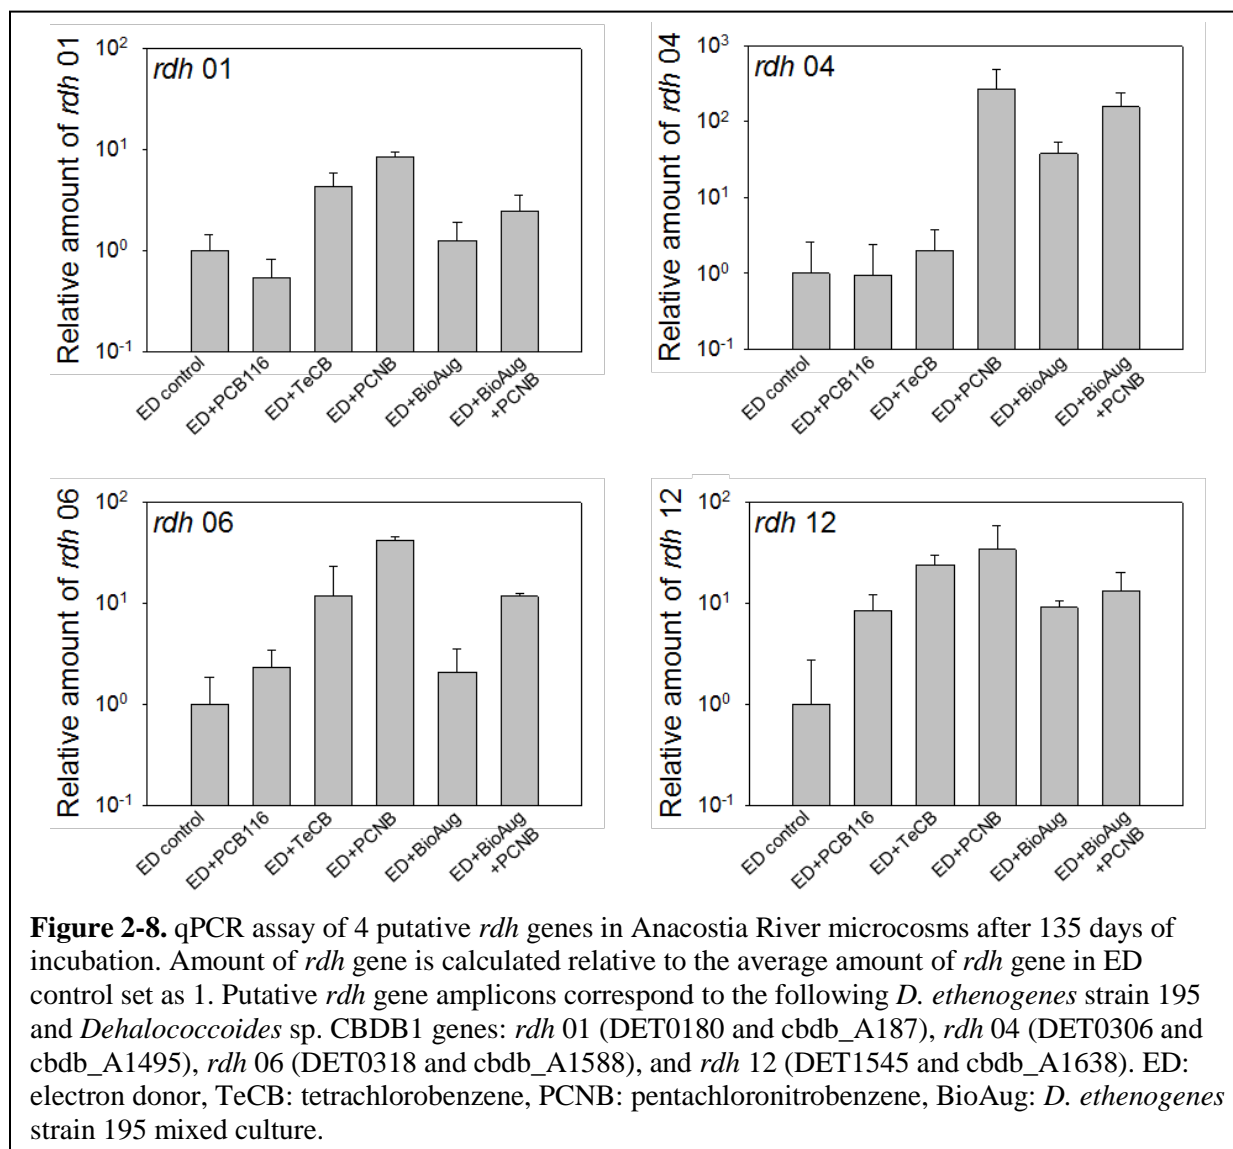 Relative amount of rdh 01
10²
10¹
10⁰
10⁻¹
rdh 01
ED control
ED+PCB116
ED+TeCB
ED+PCNB
ED+BioAug
ED+BioAug
+PCNB
Relative amount of rdh 04
10³
10²
10¹
10⁰
10⁻¹
rdh 04
ED control
ED+PCB116
ED+TeCB
ED+PCNB
ED+BioAug
ED+BioAug
+PCNB
Relative amount of rdh 06
10²
10¹
10⁰
10⁻¹
rdh 06
ED control
ED+PCB116
ED+TeCB
ED+PCNB
ED+BioAug
ED+BioAug
+PCNB
Relative amount of rdh 12
10²
10¹
10⁰
10⁻¹
rdh 12
ED control
ED+PCB116
ED+TeCB
ED+PCNB
ED+BioAug
ED+BioAug
+PCNB
Figure 2-8. qPCR assay of 4 putative rdh genes in Anacostia River microcosms after 135 days of
incubation. Amount of rdh gene is calculated relative to the average amount of rdh gene in ED
control set as 1. Putative rdh gene amplicons correspond to the following D. ethenogenes strain 195
and Dehalococcoides sp. CBDB1 genes: rdh 01 (DET0180 and cbdb_A187), rdh 04 (DET0306 and
cbdb_A1495), rdh 06 (DET0318 and cbdb_A1588), and rdh 12 (DET1545 and cbdb_A1638). ED:
electron donor, TeCB: tetrachlorobenzene, PCNB: pentachloronitrobenzene, BioAug: D. ethenogenes
strain 195 mixed culture.